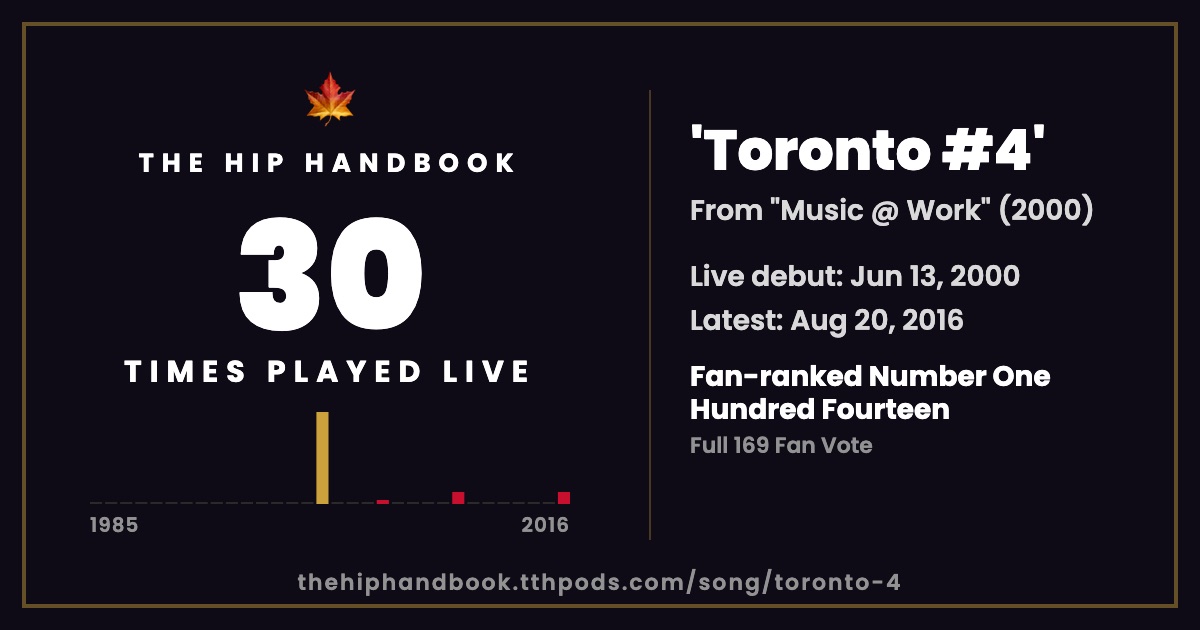 THE HIP HANDBOOK
30
TIMES PLAYED LIVE
1985
2016
'Toronto #4'
From "Music @ Work" (2000)
Live debut: Jun 13, 2000
Latest: Aug 20, 2016
Fan-ranked Number One
Hundred Fourteen
Full 169 Fan Vote
thehiphandbook.tthpods.com/song/toronto-4